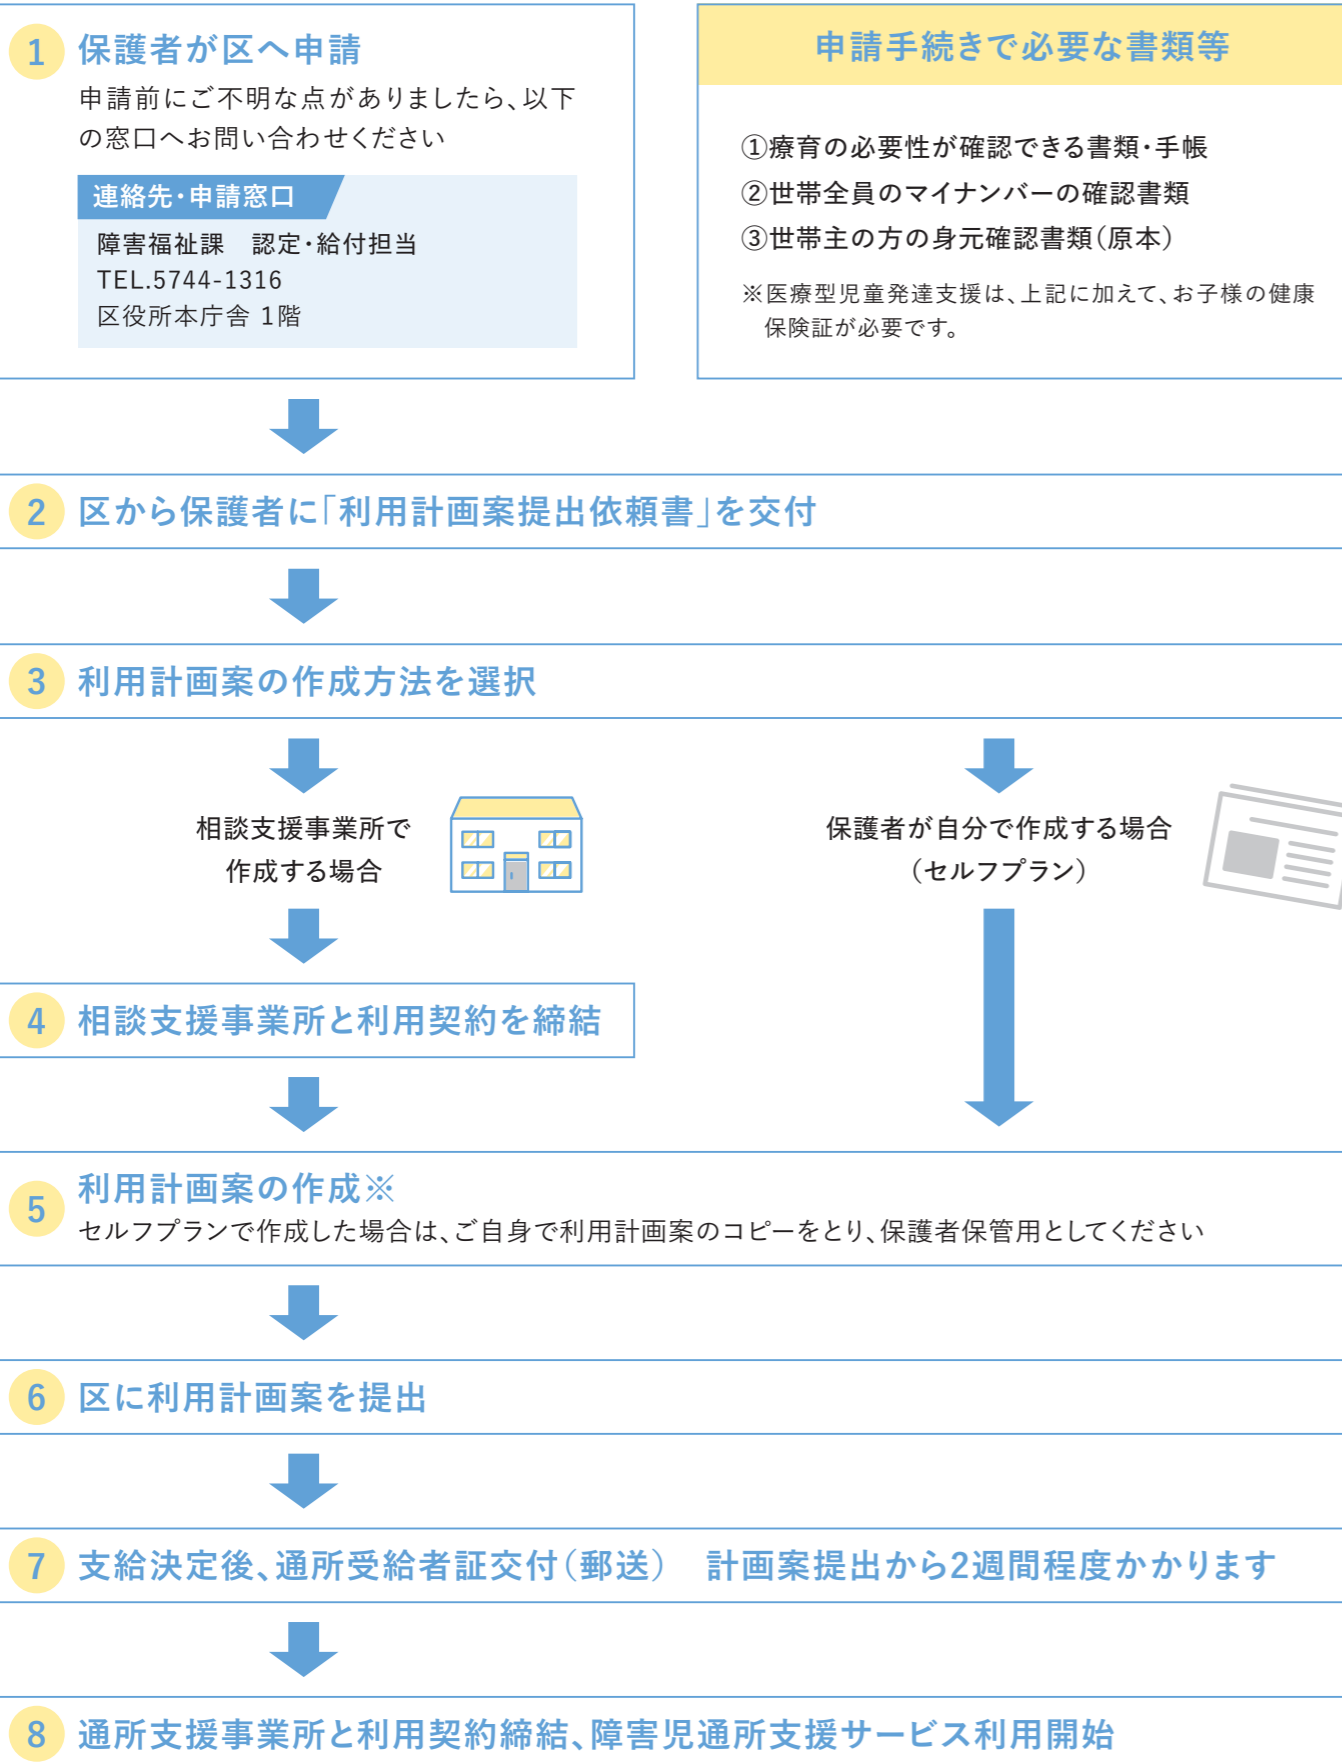 1 保護者が区へ申請
申請前にご不明な点がありましたら、以下
の窓口へお問い合わせください
連絡先・申請窓口
障害福祉課　認定・給付担当
TEL.5744-1316
区役所本庁舎 1階
申請手続きで必要な書類等
①療育の必要性が確認できる書類・手帳
②世帯全員のマイナンバーの確認書類
③世帯主の方の身元確認書類（原本）
※医療型児童発達支援は、上記に加えて、お子様の健康
保険証が必要です。
2 区から保護者に「利用計画案提出依頼書」を交付
3 利用計画案の作成方法を選択
相談支援事業所で
作成する場合
保護者が自分で作成する場合
（セルフプラン）
4 相談支援事業所と利用契約を締結
5 利用計画案の作成※
セルフプランで作成した場合は、ご自身で利用計画案のコピーをとり、保護者保管用としてください
6 区に利用計画案を提出
7 支給決定後、通所受給者証交付（郵送）　計画案提出から2週間程度かかります
8 通所支援事業所と利用契約締結、障害児通所支援サービス利用開始